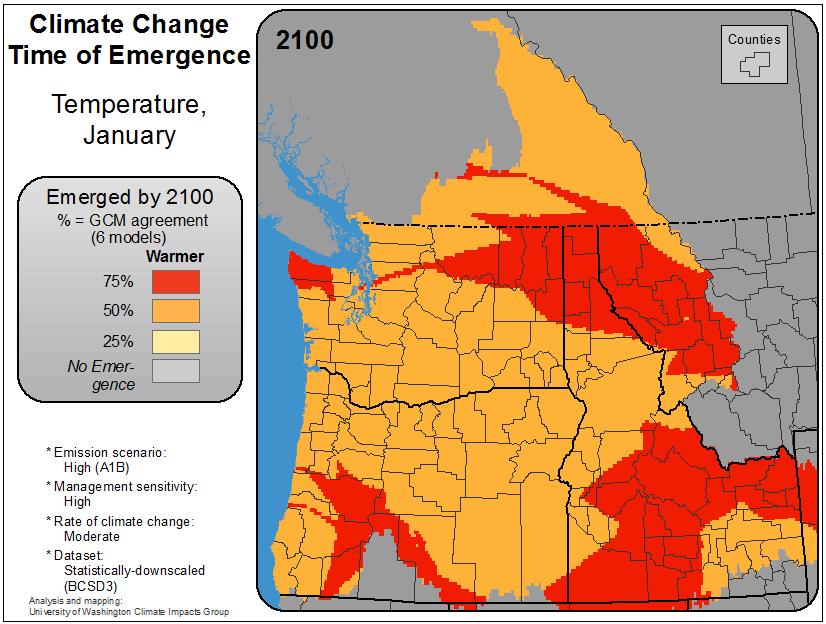 Climate Change
Time of Emergence
Temperature,
January
Emerged by 2100
% = GCM agreement
(6 models)
Warmer
75%
50%
25%
No Emer-
gence
* Emission scenario:
High (A1B)
* Management sensitivity:
High
* Rate of climate change:
Moderate
* Dataset:
Statistically-downscaled
(BCSD3)
Analysis and mapping:
University of Washington Climate Impacts Group
2100
Counties